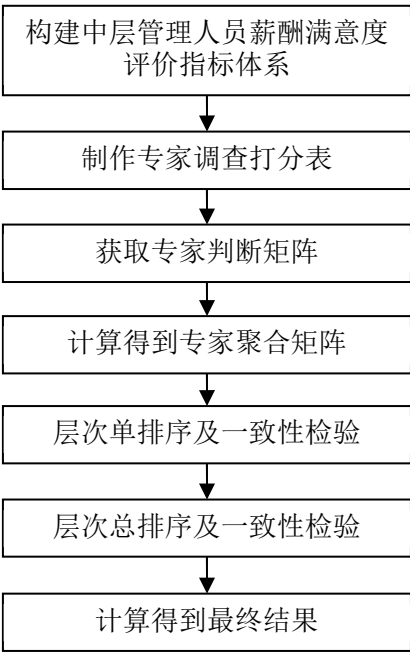 构建中层管理人员薪酬满意度
评价指标体系
制作专家调查打分表
获取专家判断矩阵
计算得到专家聚合矩阵
层次单排序及一致性检验
层次总排序及一致性检验
计算得到最终结果